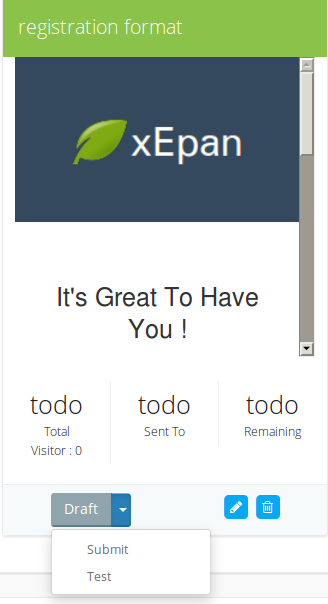 registration format
xEpan
It's Great To Have
You !
todo
Total
Visitor : 0
todo
Sent To
todo
Remaining
Draft
Submit
Test